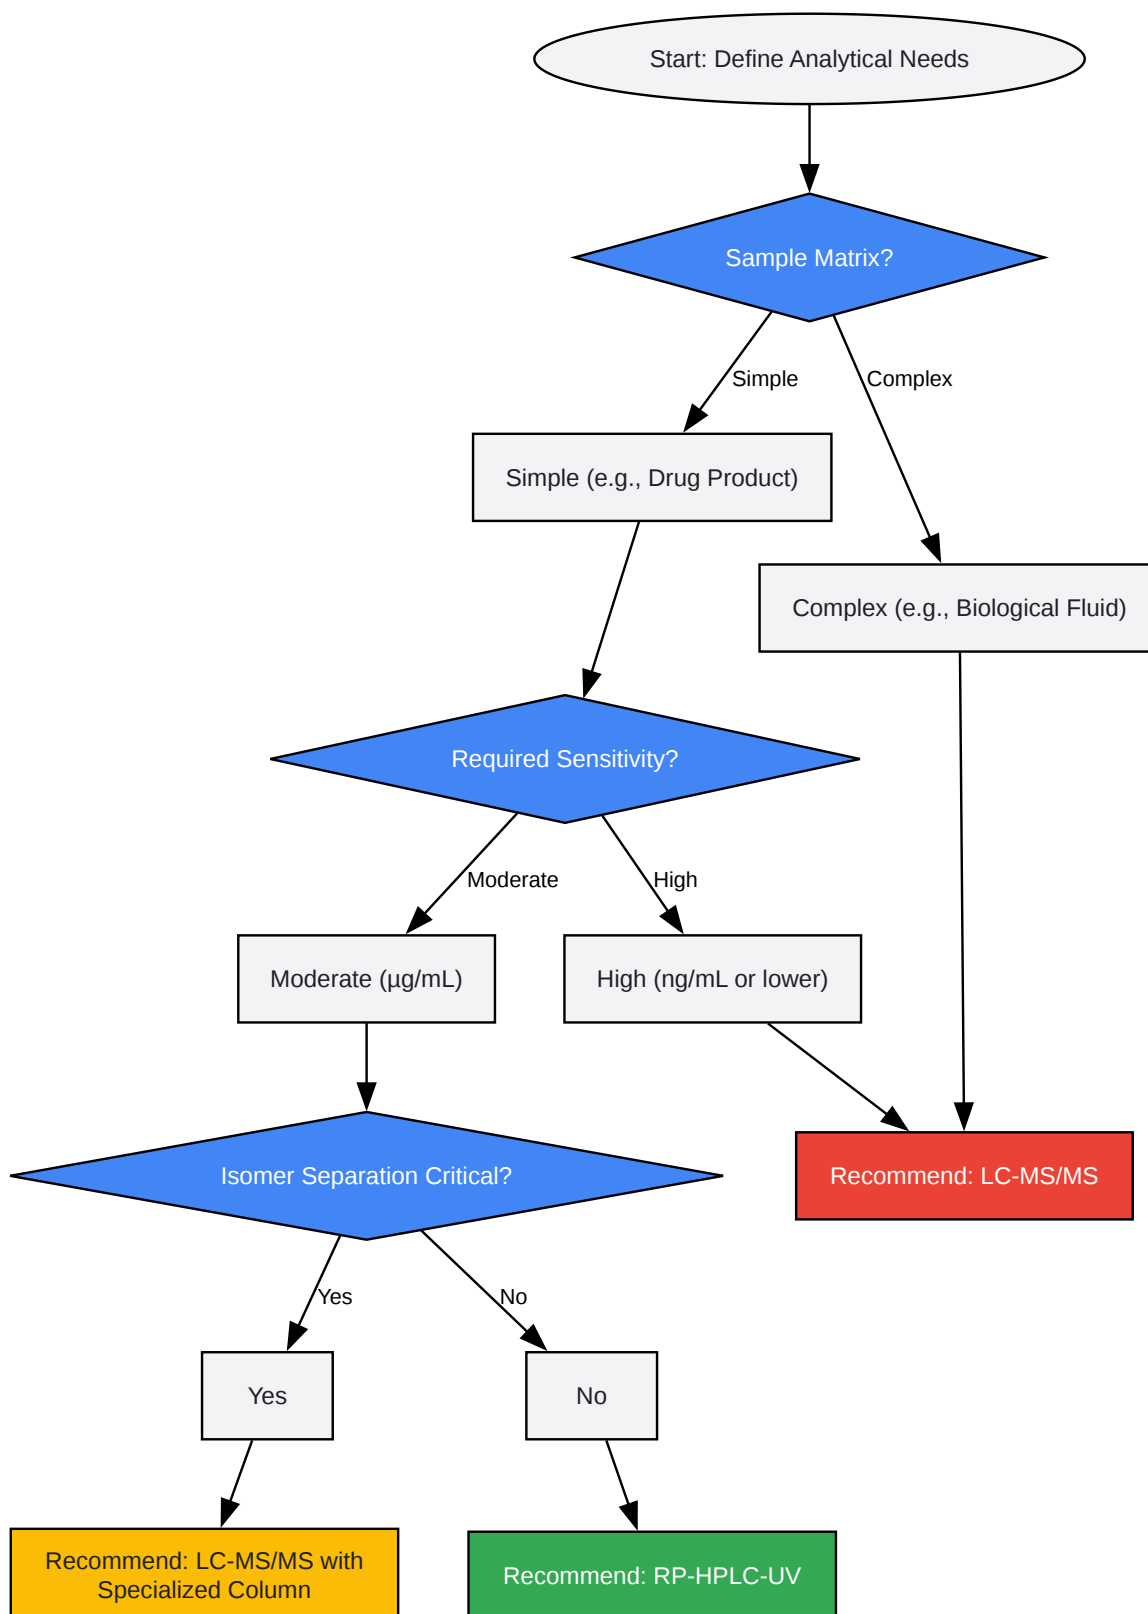 Start: Define Analytical Needs
Sample Matrix?
Simple
Complex
Simple (e.g., Drug Product)
Complex (e.g., Biological Fluid)
Required Sensitivity?
Moderate
High
Moderate (µg/mL)
High (ng/mL or lower)
Isomer Separation Critical?
Recommend: LC-MS/MS
Yes
No
Yes
No
Recommend: LC-MS/MS with
Specialized Column
Recommend: RP-HPLC-UV